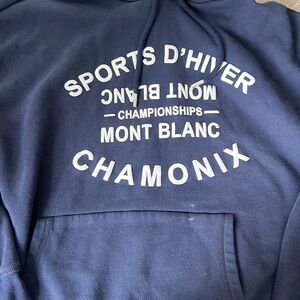 SPORTS D'HIVER
MONT BLANC
CHAMPIONSHIPS
MONT BLANC
CHAMONIX